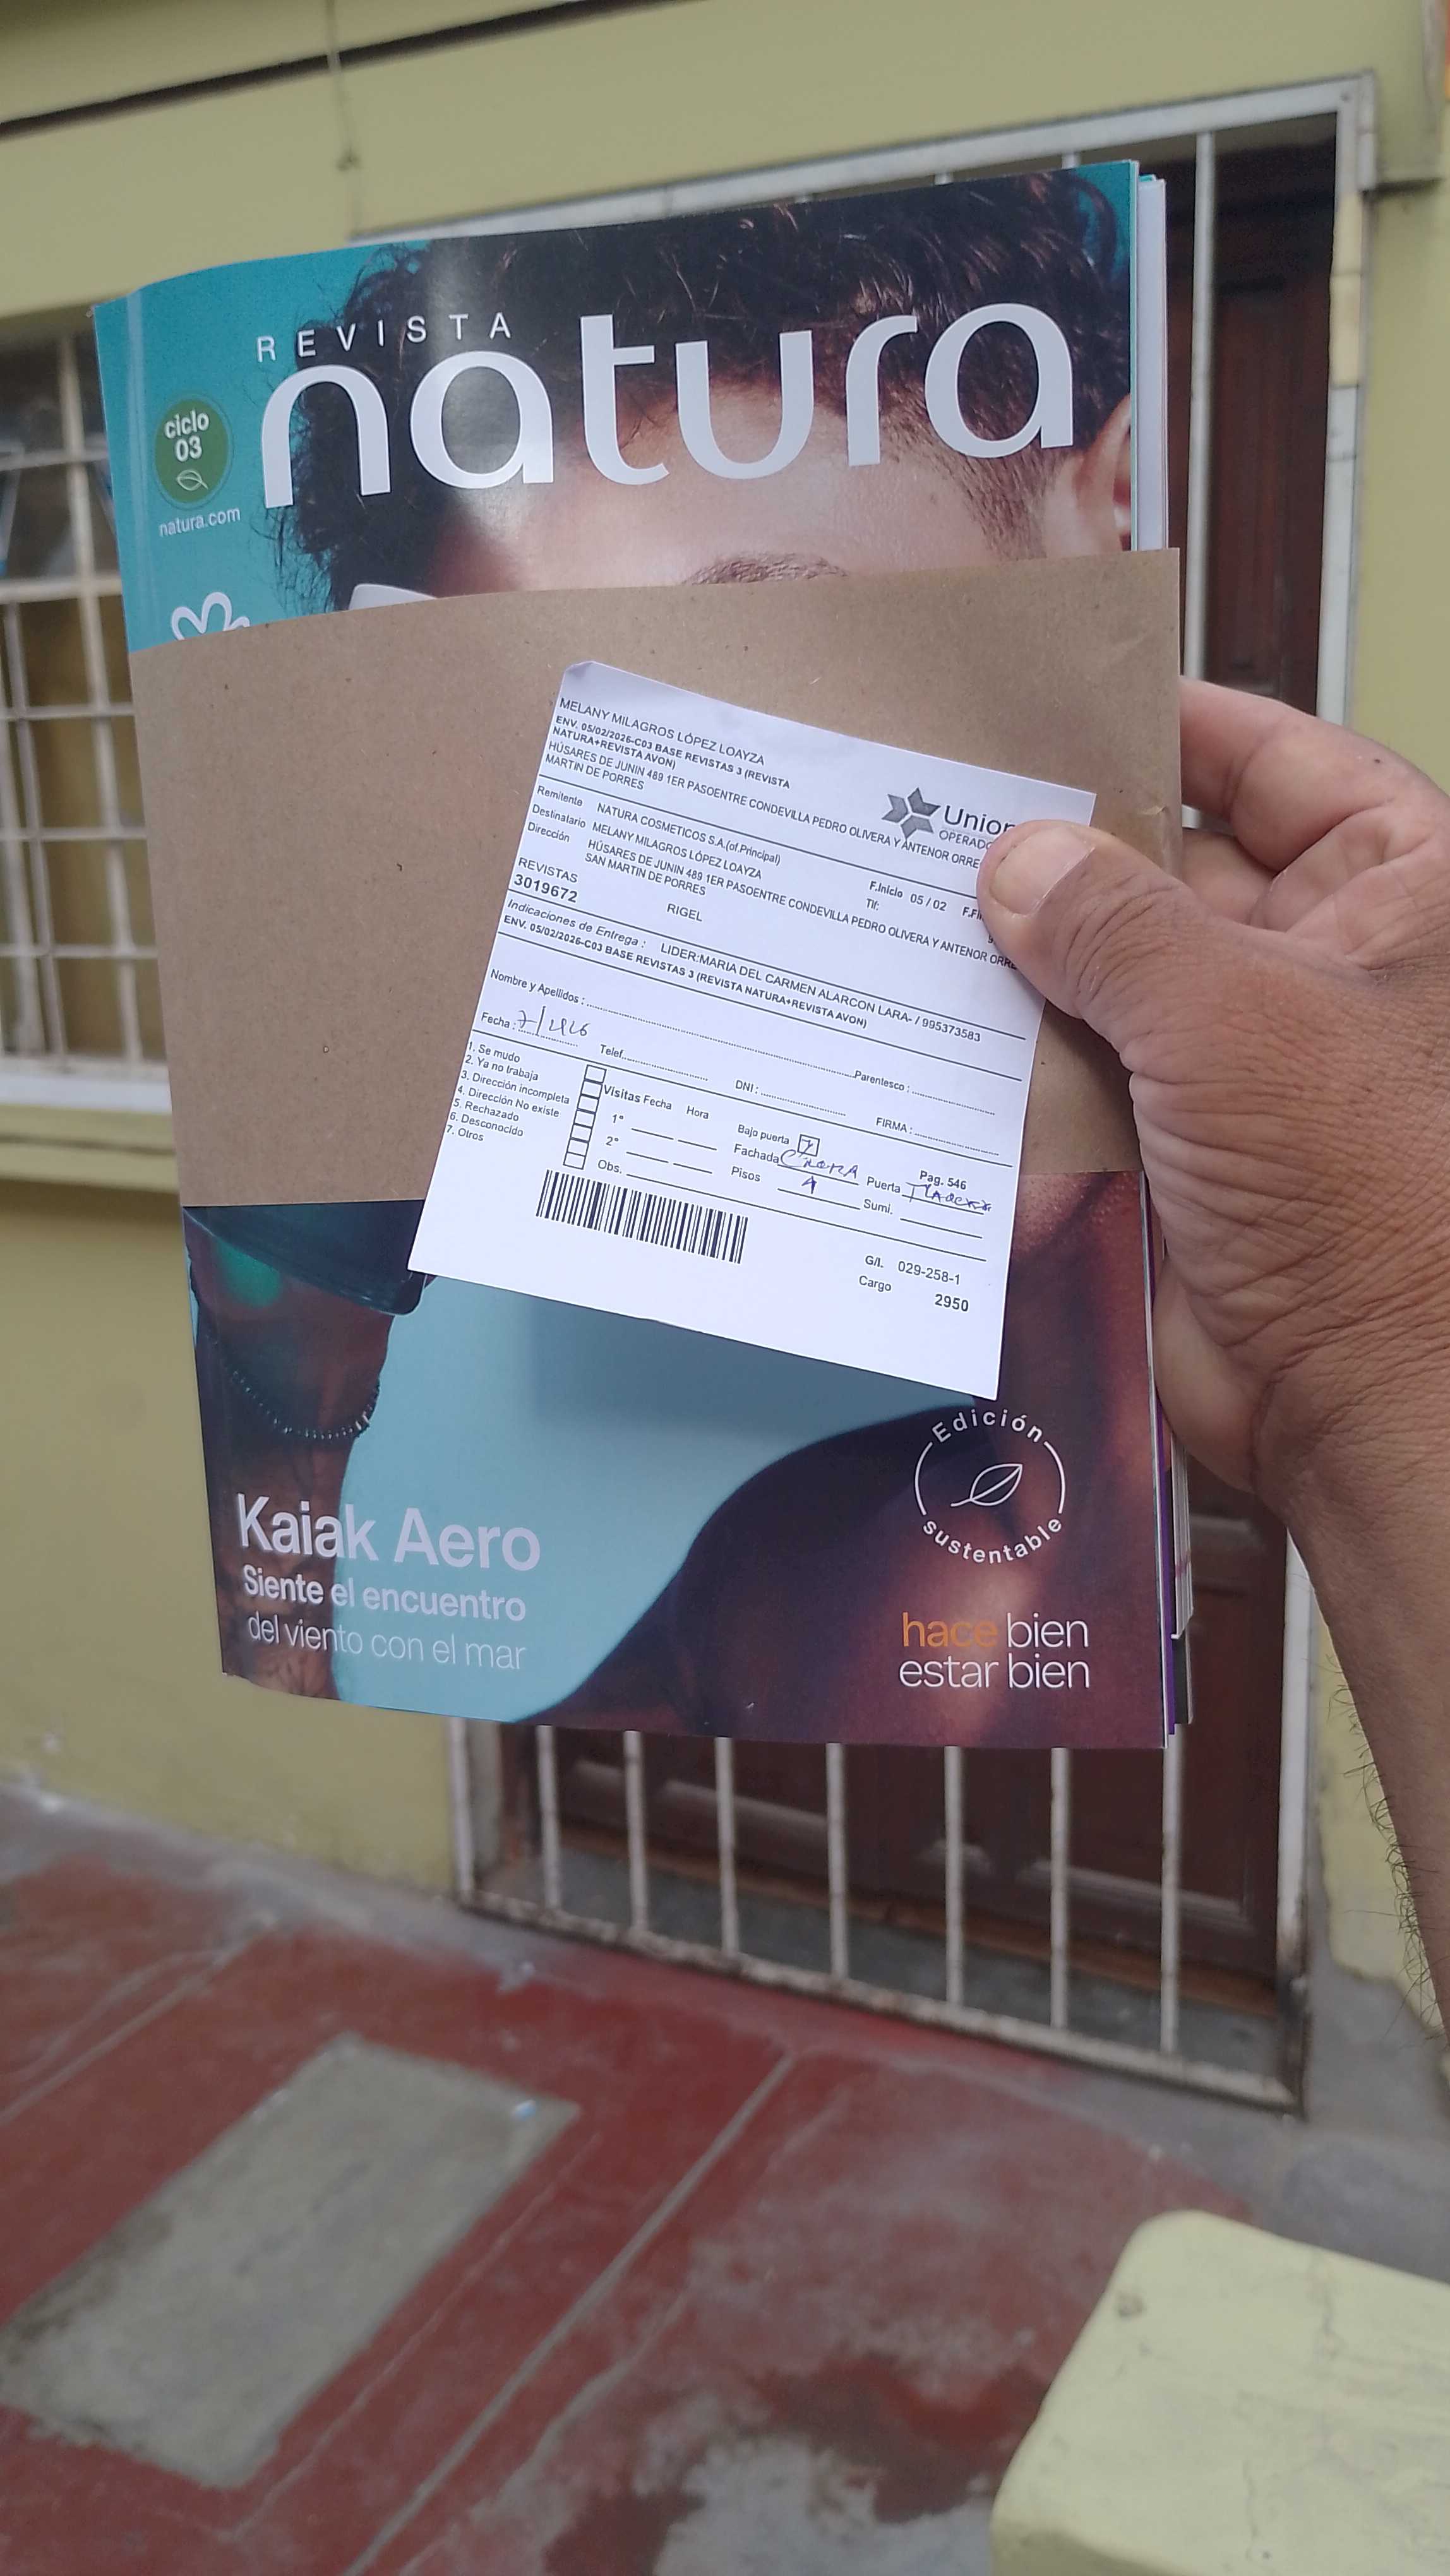 REVISTA
natura
ciclo
03
natura.com
MELANY MILAGROS LÓPEZ LOAYZA
ENV. 05/02/2026-C03 BASE REVISTAS 3 (REVISTA
NATURA+REVISTA AVON)
HÚSARES DE JUNIN 489 1ER PASOENTRE CONDEVILLA PEDRO OLIVERA Y ANTENOR ORRE
MARTIN DE PORRES
Union
OPERADO
Remitente NATURA COSMETICOS S.A.(of.Principal)
Destinatario MELANY MILAGROS LÓPEZ LOAYZA
Dirección HÚSARES DE JUNIN 489 1ER PASOENTRE CONDEVILLA PEDRO OLIVERA Y ANTENOR ORRE
SAN MARTIN DE PORRES
F.Inicio 05 / 02 F.FI
Tlf: 9
REVISTAS
3019672 RIGEL
Indicaciones de Entrega : LIDER:MARIA DEL CARMEN ALARCON LARA- / 995373583
ENV. 05/02/2026-C03 BASE REVISTAS 3 (REVISTA NATURA+REVISTA AVON)
Nombre y Apellidos : Parentesco :
Fecha : Telef. DNI : FIRMA :
1. Se mudo
2. Ya no trabaja
3. Dirección incompleta
4. Dirección No existe
5. Rechazado
6. Desconocido
7. Otros
Visitas Fecha Hora
1°
2°
Obs.
Bajo puerta
Fachada Puerta
Pisos Sumi.
Pag. 546
G/I. 029-258-1
Cargo 2950
Edición
sustentable
Kaiak Aero
Siente el encuentro
del viento con el mar
hace bien
estar bien